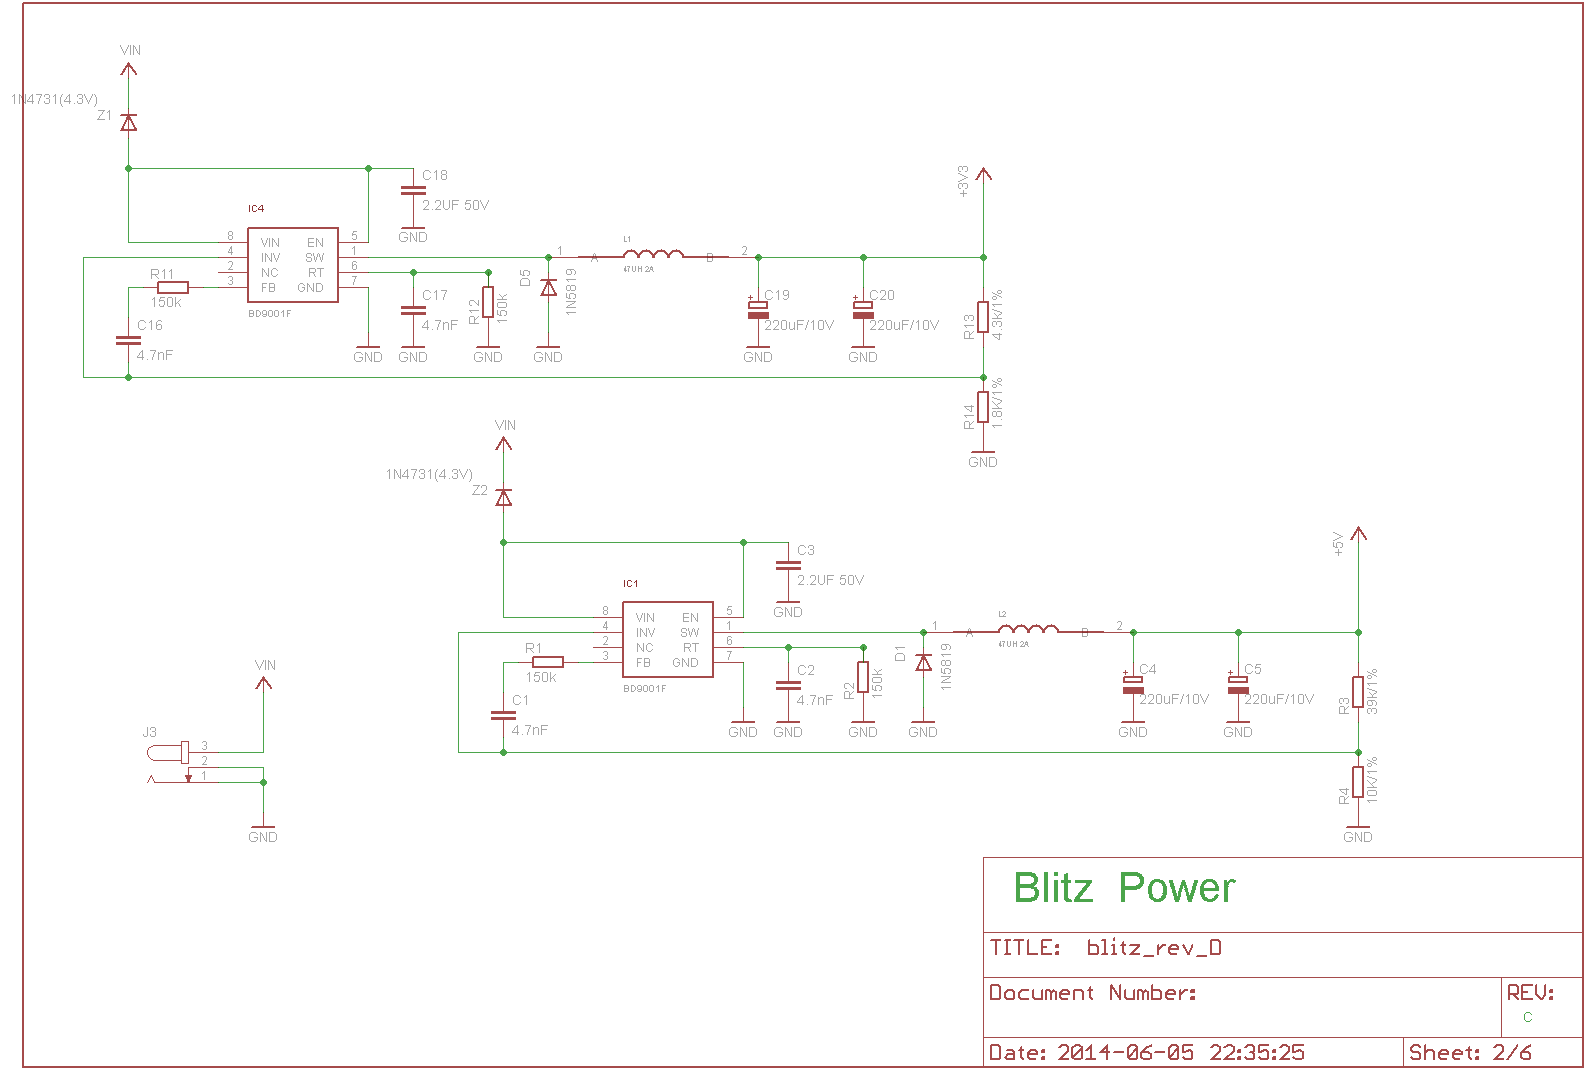 VIN
1N4731(4.3V)
Z1
C18
2.2UF 50V
GND
+3V3
IC4
8 VIN EN 5
4 INV SW 1
2 NC RT 6
3 FB GND 7
BD9001F
R11
150k
C16
4.7nF
GND
C17
4.7nF
GND
R12
150k
GND
1
D5
1N5819
GND
A
L1
47UH 2A
B
2
+
C19
220uF/10V
GND
+
C20
220uF/10V
GND
R13
4.3k/1%
R14
1.8K/1%
GND
VIN
1N4731(4.3V)
Z2
C3
2.2UF 50V
GND
+5V
IC1
8 VIN EN 5
4 INV SW 1
2 NC RT 6
3 FB GND 7
BD9001F
R1
150k
C1
4.7nF
GND
C2
4.7nF
GND
R2
150k
GND
1
D1
1N5819
GND
A
L2
47UH 2A
B
2
+
C4
220uF/10V
GND
+
C5
220uF/10V
GND
R3
39k/1%
R4
10K/1%
GND
VIN
J3
3
2
1
GND
Blitz Power
TITLE: blitz_rev_D
Document Number:
REV:
C
Date: 2014-06-05 22:35:25
Sheet: 2/6